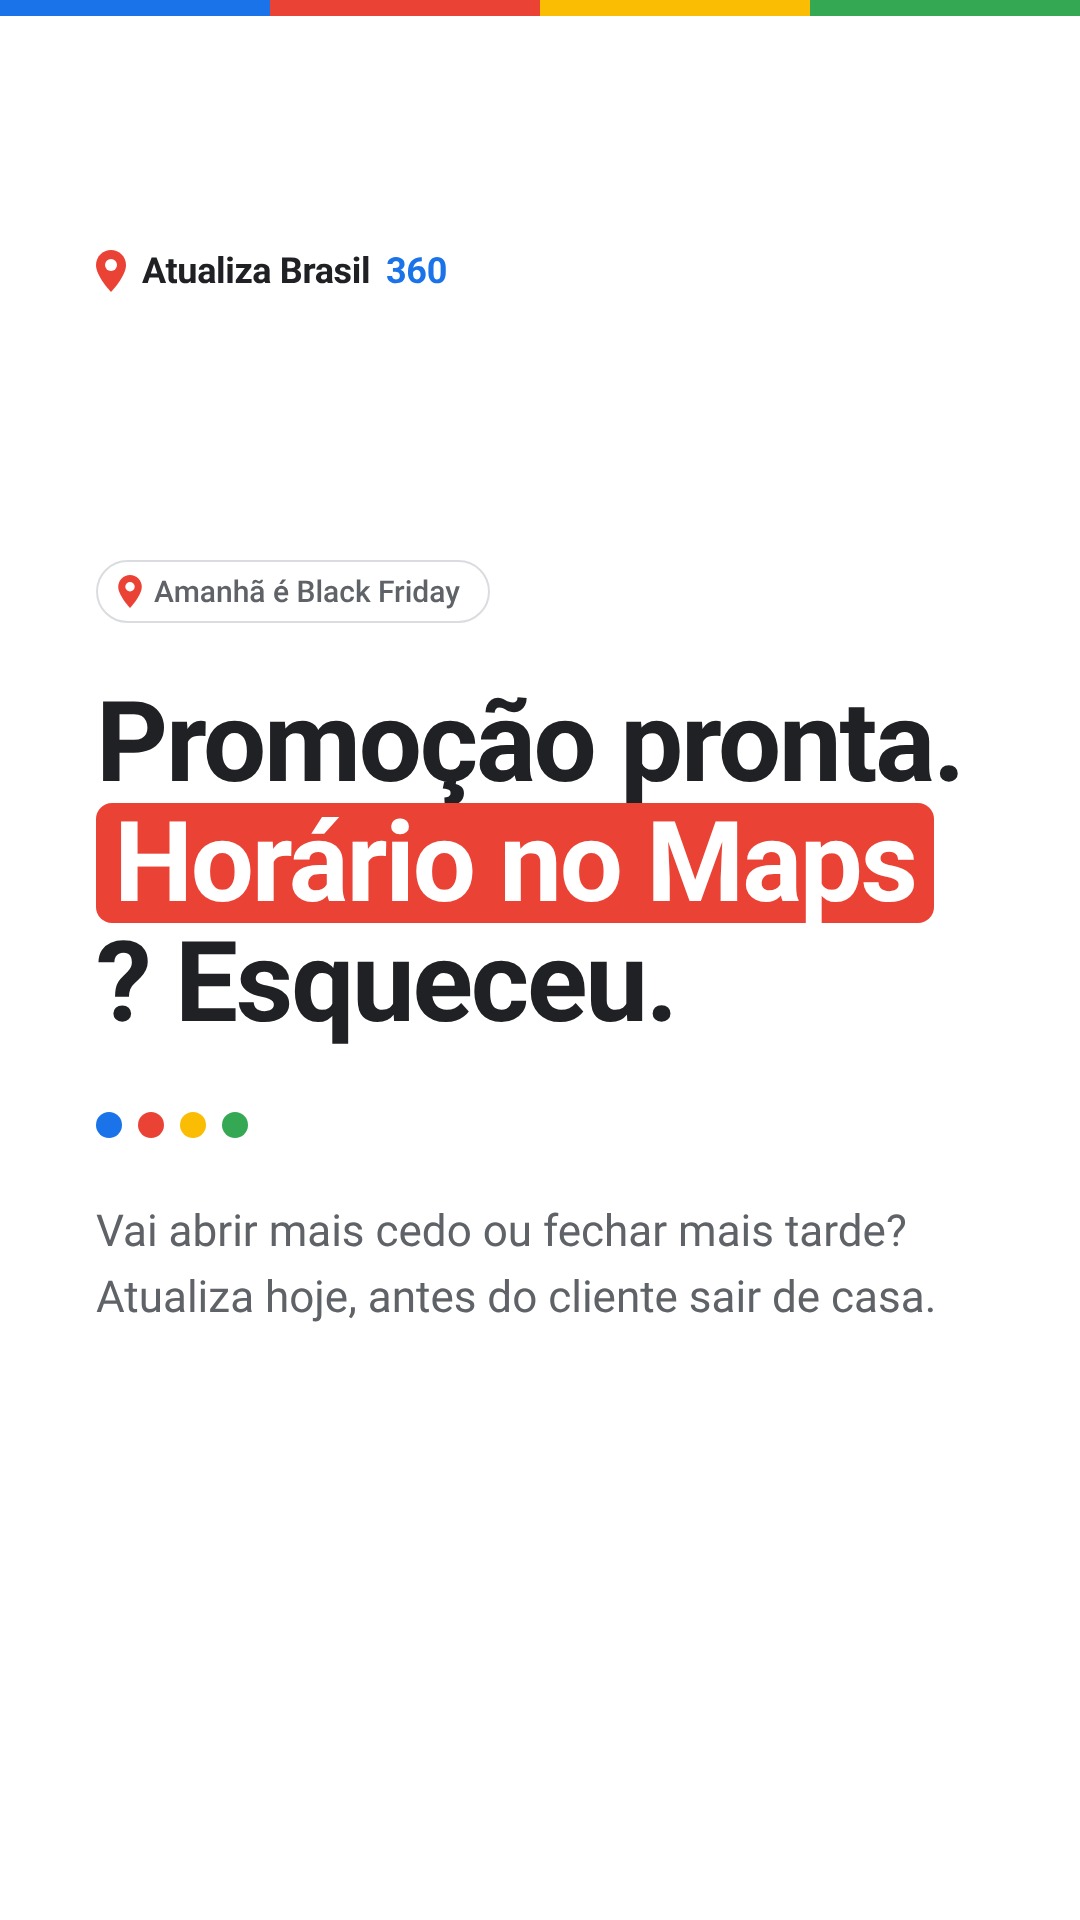 Atualiza Brasil 360
Amanhã é Black Friday
Promoção pronta.
Horário no Maps
? Esqueceu.
Vai abrir mais cedo ou fechar mais tarde?
Atualiza hoje, antes do cliente sair de casa.